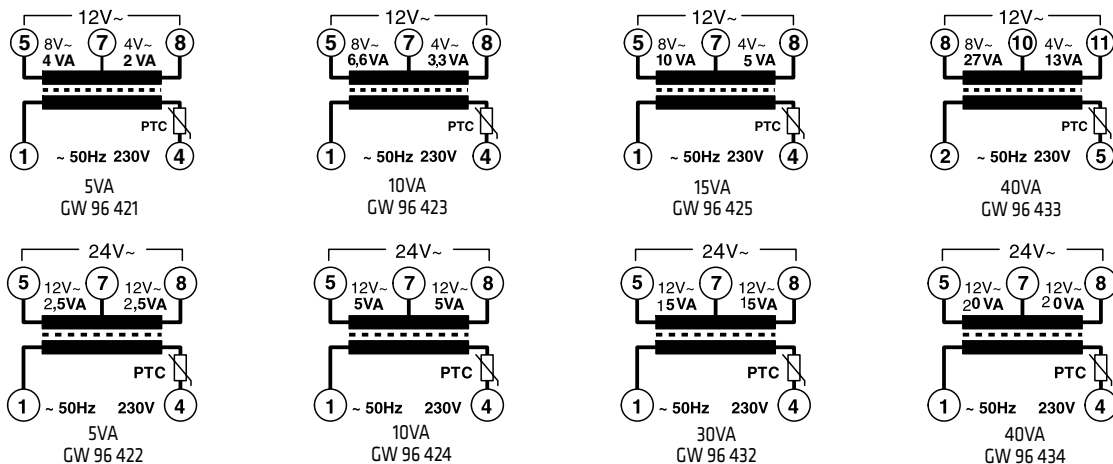 12V~
5 7 8
8V~ 4V~
4 VA 2 VA
PTC
1 ~ 50Hz 230V 4
5VA
GW 96 421
12V~
5 7 8
8V~ 4V~
6,6VA 3,3 VA
PTC
1 ~ 50Hz 230V 4
10VA
GW 96 423
12V~
5 7 8
8V~ 4V~
10 VA 5 VA
PTC
1 ~ 50Hz 230V 4
15VA
GW 96 425
12V~
8 10 11
8V~ 4V~
27VA 13VA
PTC
2 ~ 50Hz 230V 5
40VA
GW 96 433
24V~
5 7 8
12V~ 12V~
2,5VA 2,5VA
PTC
1 ~ 50Hz 230V 4
5VA
GW 96 422
24V~
5 7 8
12V~ 12V~
5VA 5VA
PTC
1 ~ 50Hz 230V 4
10VA
GW 96 424
24V~
5 7 8
12V~ 12V~
15VA 15VA
PTC
1 ~ 50Hz 230V 4
30VA
GW 96 432
24V~
5 7 8
12V~ 12V~
20VA 20VA
PTC
1 ~ 50Hz 230V 4
40VA
GW 96 434